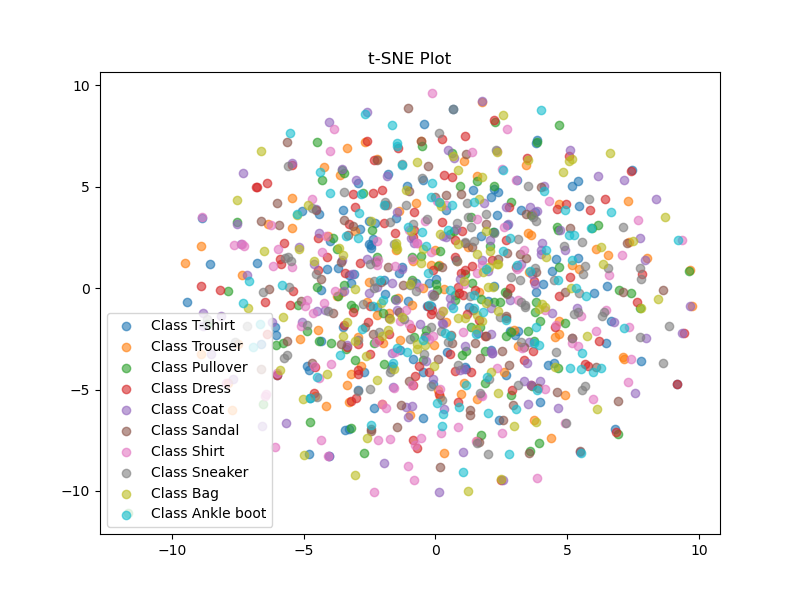 t-SNE Plot
10
5
0
−5
−10
Class T-shirt
Class Trouser
Class Pullover
Class Dress
Class Coat
Class Sandal
Class Shirt
Class Sneaker
Class Bag
Class Ankle boot
−10 −5 0 5 10